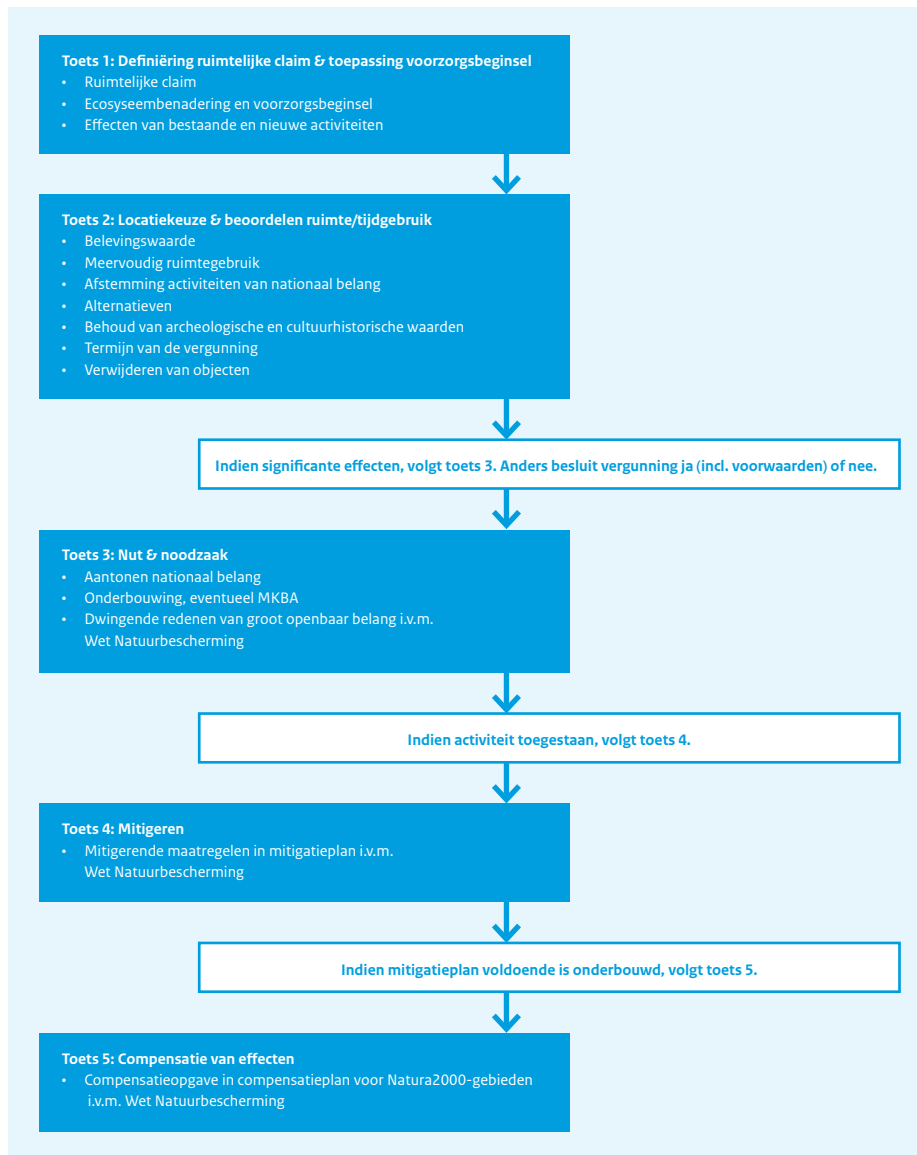 Toets 1: Definiëring ruimtelijke claim & toepassing voorzorgsbeginsel
• Ruimtelijke claim
• Ecosyseembenadering en voorzorgsbeginsel
• Effecten van bestaande en nieuwe activiteiten
Toets 2: Locatiekeuze & beoordelen ruimte/tijdgebruik
• Belevingswaarde
• Meervoudig ruimtegebruik
• Afstemming activiteiten van nationaal belang
• Alternatieven
• Behoud van archeologische en cultuurhistorische waarden
• Termijn van de vergunning
• Verwijderen van objecten
Indien significante effecten, volgt toets 3. Anders besluit vergunning ja (incl. voorwaarden) of nee.
Toets 3: Nut & noodzaak
• Aantonen nationaal belang
• Onderbouwing, eventueel MKBA
• Dwingende redenen van groot openbaar belang i.v.m.
Wet Natuurbescherming
Indien activiteit toegestaan, volgt toets 4.
Toets 4: Mitigeren
• Mitigerende maatregelen in mitigatieplan i.v.m.
Wet Natuurbescherming
Indien mitigatieplan voldoende is onderbouwd, volgt toets 5.
Toets 5: Compensatie van effecten
• Compensatieopgave in compensatieplan voor Natura2000-gebieden
i.v.m. Wet Natuurbescherming